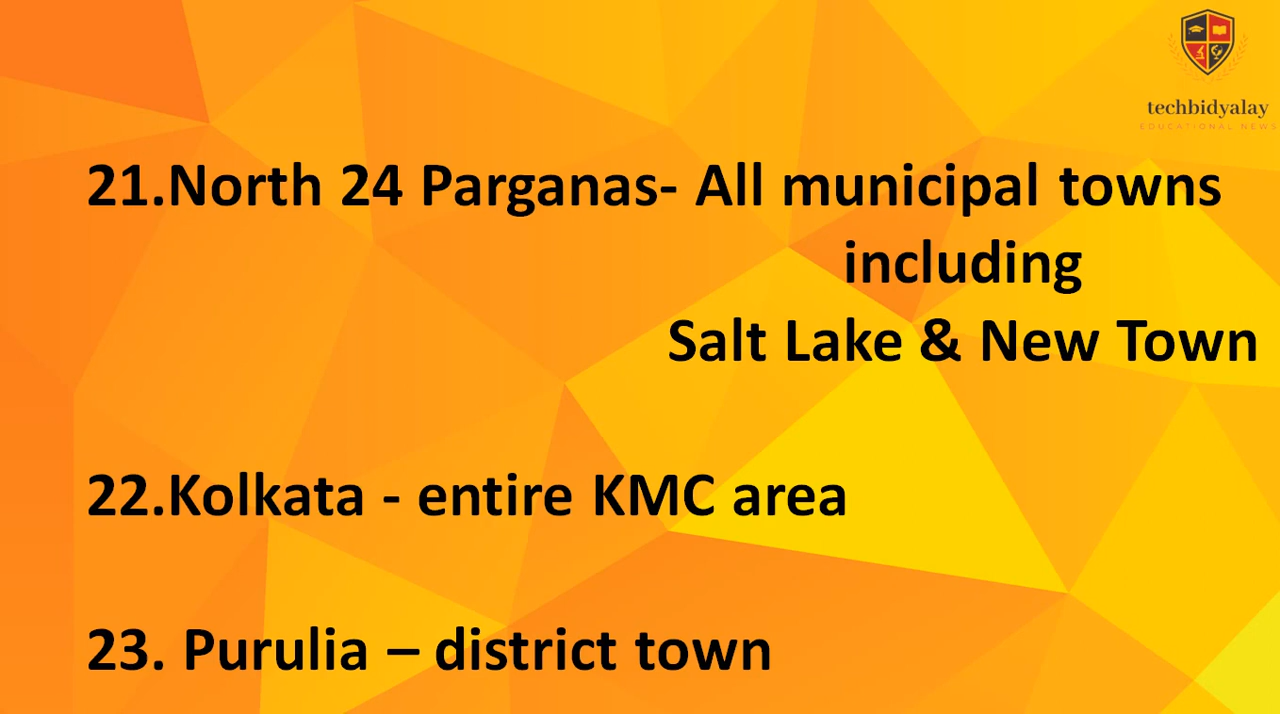 techbidyalay
EDUCATIONAL NEWS
21.North 24 Parganas- All municipal towns
including
Salt Lake & New Town
22.Kolkata - entire KMC area
23. Purulia – district town